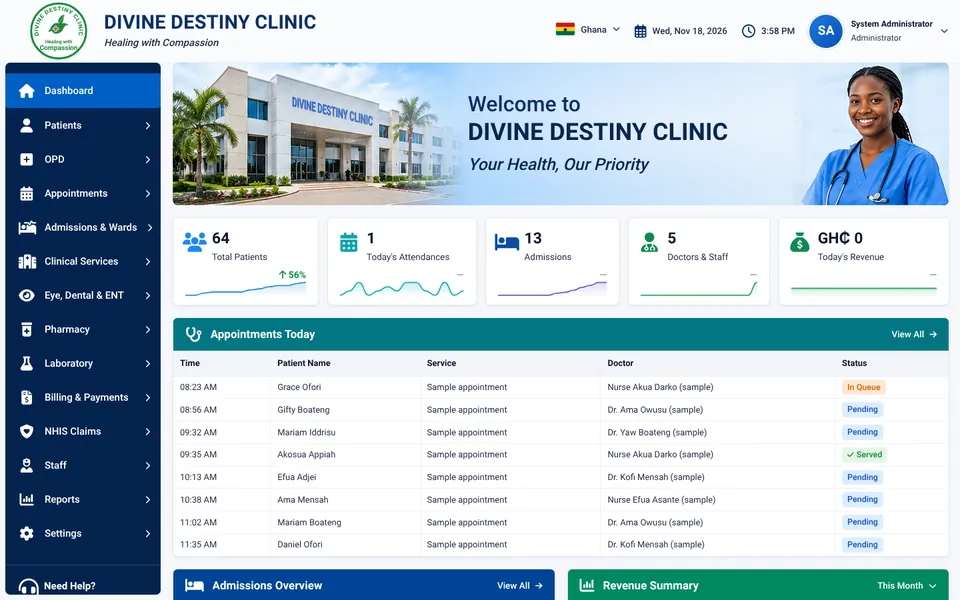 DIVINE DESTINY CLINIC
Healing with
Compassion
DIVINE DESTINY CLINIC
Healing with Compassion
Ghana
Wed, Nov 18, 2026
3:58 PM
SA
System Administrator
Administrator
Dashboard
Patients
OPD
Appointments
Admissions & Wards
Clinical Services
Eye, Dental & ENT
Pharmacy
Laboratory
Billing & Payments
NHIS Claims
Staff
Reports
Settings
Need Help?
DIVINE DESTINY CLINIC
Welcome to
DIVINE DESTINY CLINIC
Your Health, Our Priority
64
Total Patients
↑ 56%
1
Today's Attendances
—
13
Admissions
—
5
Doctors & Staff
—
GH₵ 0
Today's Revenue
—
Appointments Today View All →
Time Patient Name Service Doctor Status
08:23 AM Grace Ofori Sample appointment Nurse Akua Darko (sample) In Queue
08:56 AM Gifty Boateng Sample appointment Dr. Ama Owusu (sample) Pending
09:32 AM Mariam Iddrisu Sample appointment Dr. Yaw Boateng (sample) Pending
09:35 AM Akosua Appiah Sample appointment Nurse Akua Darko (sample) ✓ Served
10:13 AM Efua Adjei Sample appointment Dr. Kofi Mensah (sample) Pending
10:38 AM Ama Mensah Sample appointment Nurse Efua Asante (sample) Pending
11:02 AM Mariam Boateng Sample appointment Dr. Ama Owusu (sample) Pending
11:35 AM Daniel Ofori Sample appointment Dr. Kofi Mensah (sample) Pending
Admissions Overview View All →
Revenue Summary This Month